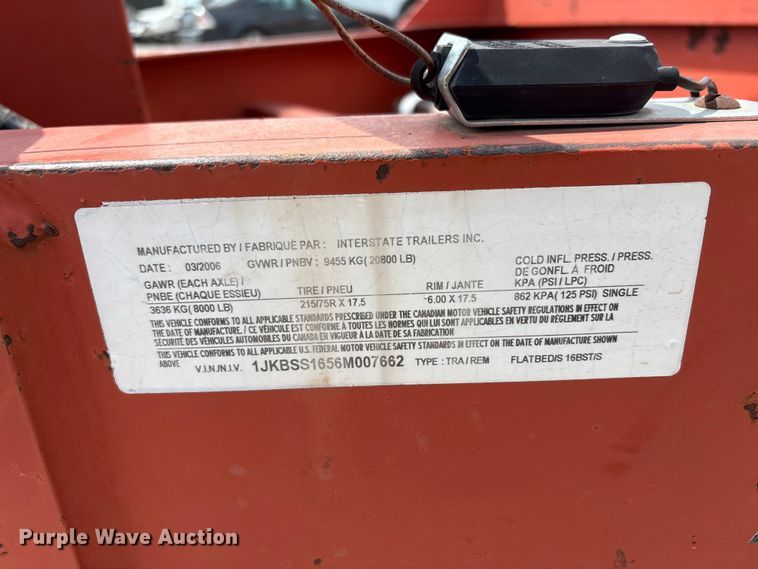 MANUFACTURED BY / FABRIQUÉ PAR : INTERSTATE TRAILERS INC.
DATE : 03/2006 GVWR / PNBV : 9455 KG( 20800 LB)
COLD INFL. PRESS. / PRESS.
DE GONFL. À FROID
KPA (PSI / LPC)
GAWR (EACH AXLE) /
PNBE (CHAQUE ESSIEU) TIRE / PNEU RIM / JANTE
3636 KG( 8000 LB) 215/75R X 17.5 6.00 X 17.5 862 KPA( 125 PSI) SINGLE
THIS VEHICLE CONFORMS TO ALL APPLICABLE STANDARDS PRESCRIBED UNDER THE CANADIAN MOTOR VEHICLE SAFETY REGULATIONS IN EFFECT ON
THE DATE OF MANUFACTURE. / CE VÉHICULE EST CONFORME À TOUTES LES NORMES QUI LUI SONT APPLICABLES EN VERTU DU RÈGLEMENT SUR LA
SÉCURITÉ DES VÉHICULES AUTOMOBILES DU CANADA EN VIGUEUR À LA DATE DE SA FABRICATION
THIS VEHICLE CONFORMS TO ALL APPLICABLE U.S. FEDERAL MOTOR VEHICLE SAFETY STANDARDS IN EFFECT ON THE DATE OF MANUFACTURE SHOWN
ABOVE V.I.N./N.I.V. 1JKBSS1656M007662 TYPE : TRA / REM FLATBED/S 16BST/S
Purple Wave Auction